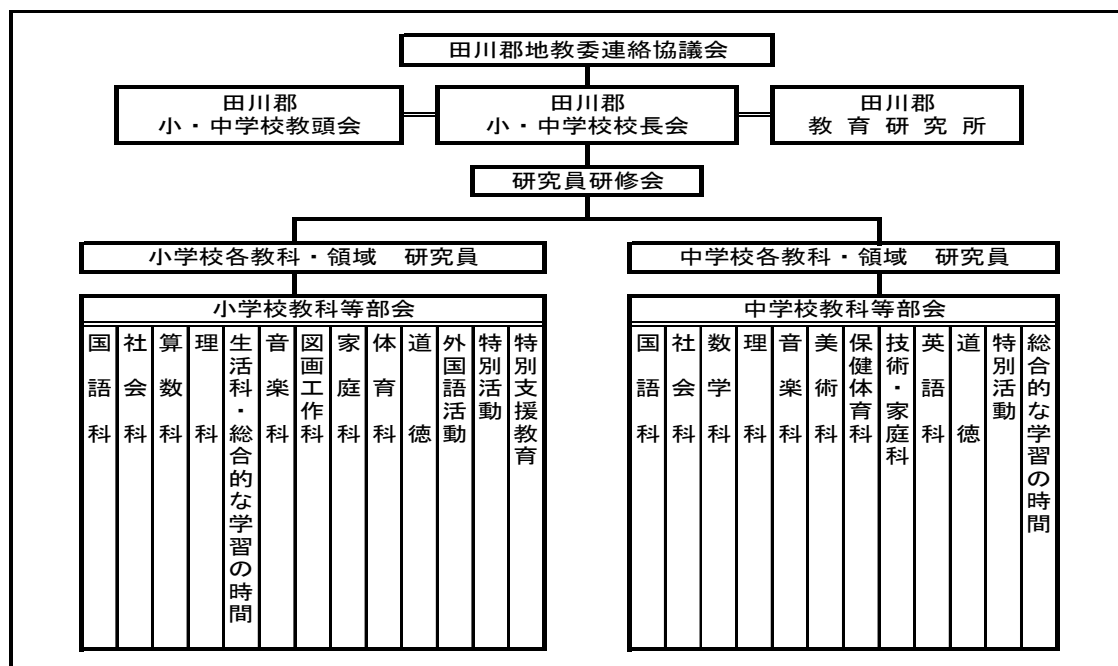 田川郡地教委連絡協議会
田川郡
小・中学校教頭会
田川郡
小・中学校校長会
田川郡
教育研究所
研究員研修会
小学校各教科・領域　研究員
中学校各教科・領域　研究員
小学校教科等部会
国語科
社会科
算数科
理科
生活科・総合的な学習の時間
音楽科
図画工作科
家庭科
体育科
道徳
外国語活動
特別活動
特別支援教育
中学校教科等部会
国語科
社会科
数学科
理科
音楽科
美術科
保健体育科
技術・家庭科
英語科
道徳
特別活動
総合的な学習の時間